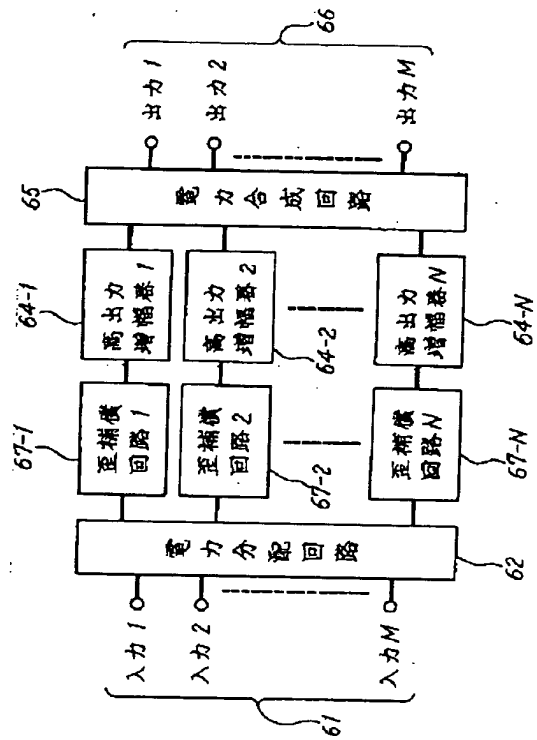 66
出力1
出力2
出力M
65
電力合成回路
64-1
高出力
増幅器1
高出力
増幅器2
64-2
高出力
増幅器N
64-N
67-1
歪補償
回路1
歪補償
回路2
67-2
歪補償
回路N
67-N
電力分配回路
62
入力1
入力2
入力M
61